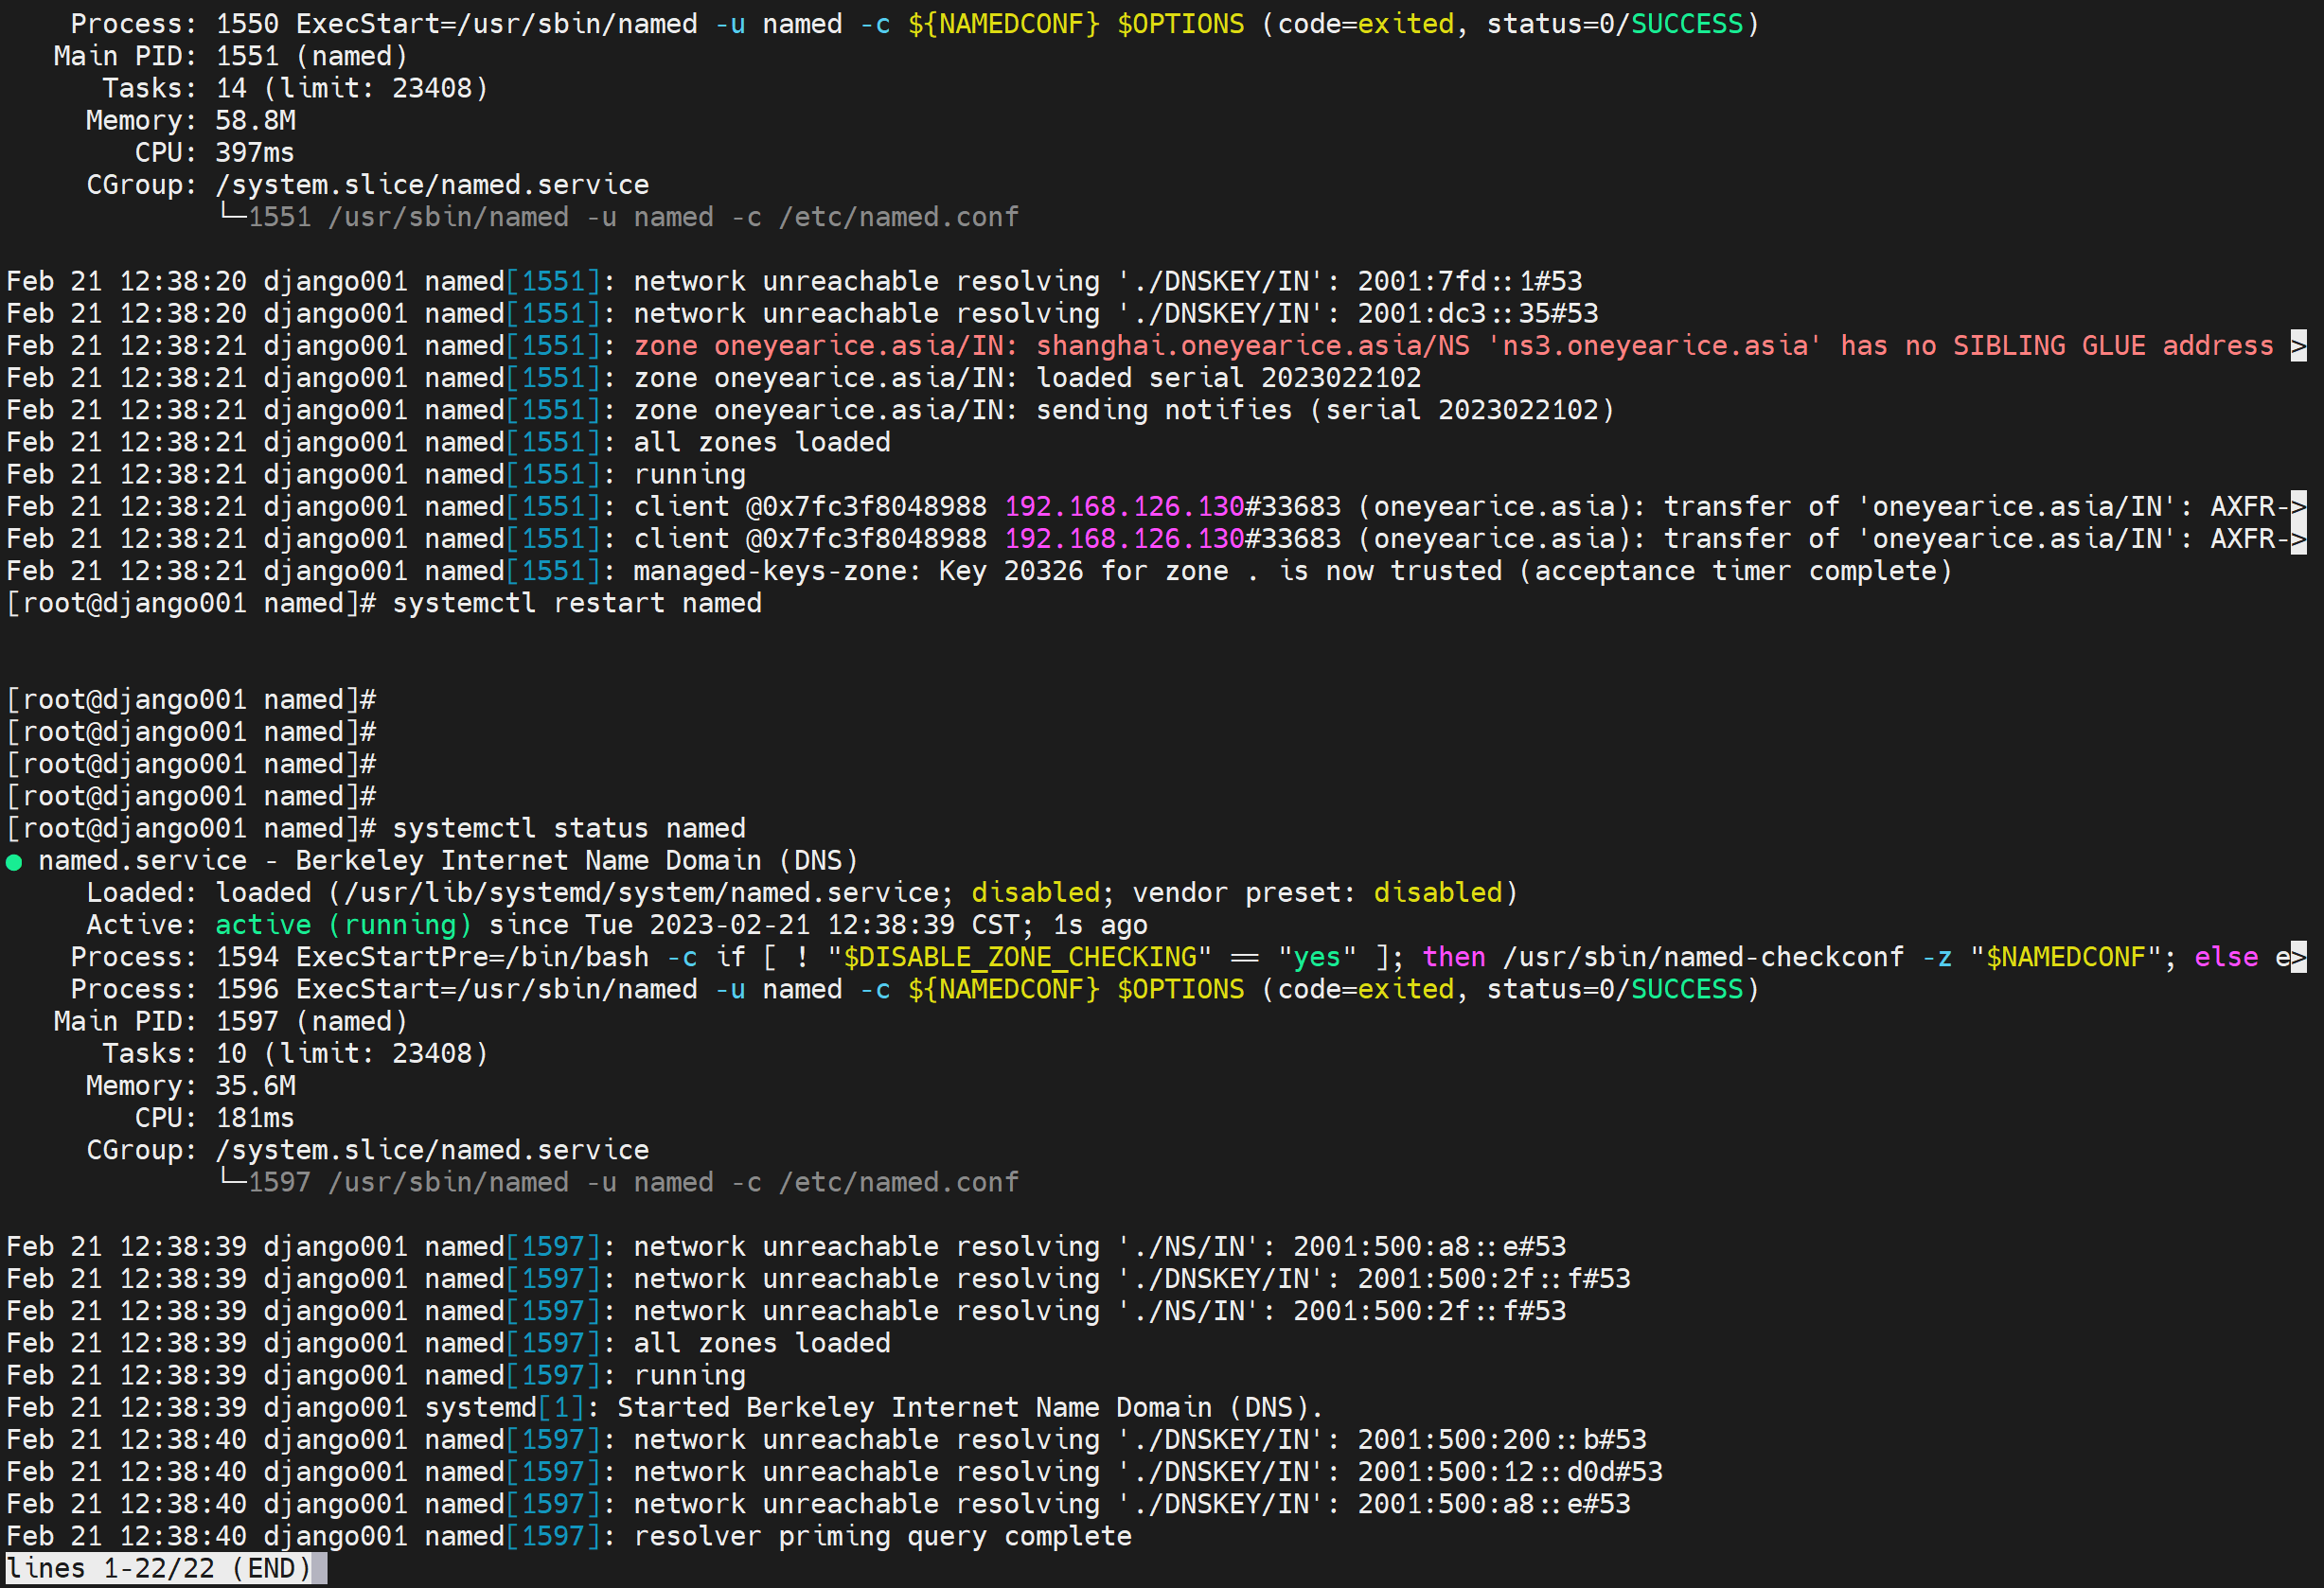 Process: 1550 ExecStart=/usr/sbin/named -u named -c ${NAMEDCONF} $OPTIONS (code=exited, status=0/SUCCESS)
Main PID: 1551 (named)
Tasks: 14 (limit: 23408)
Memory: 58.8M
CPU: 397ms
CGroup: /system.slice/named.service
└─1551 /usr/sbin/named -u named -c /etc/named.conf
Feb 21 12:38:20 django001 named[1551]: network unreachable resolving './DNSKEY/IN': 2001:7fd::1#53
Feb 21 12:38:20 django001 named[1551]: network unreachable resolving './DNSKEY/IN': 2001:dc3::35#53
Feb 21 12:38:21 django001 named[1551]: zone oneyearice.asia/IN: shanghai.oneyearice.asia/NS 'ns3.oneyearice.asia' has no SIBLING GLUE address >
Feb 21 12:38:21 django001 named[1551]: zone oneyearice.asia/IN: loaded serial 2023022102
Feb 21 12:38:21 django001 named[1551]: zone oneyearice.asia/IN: sending notifies (serial 2023022102)
Feb 21 12:38:21 django001 named[1551]: all zones loaded
Feb 21 12:38:21 django001 named[1551]: running
Feb 21 12:38:21 django001 named[1551]: client @0x7fc3f8048988 192.168.126.130#33683 (oneyearice.asia): transfer of 'oneyearice.asia/IN': AXFR->
Feb 21 12:38:21 django001 named[1551]: client @0x7fc3f8048988 192.168.126.130#33683 (oneyearice.asia): transfer of 'oneyearice.asia/IN': AXFR->
Feb 21 12:38:21 django001 named[1551]: managed-keys-zone: Key 20326 for zone . is now trusted (acceptance timer complete)
[root@django001 named]# systemctl restart named
[root@django001 named]#
[root@django001 named]#
[root@django001 named]#
[root@django001 named]#
[root@django001 named]# systemctl status named
● named.service - Berkeley Internet Name Domain (DNS)
Loaded: loaded (/usr/lib/systemd/system/named.service; disabled; vendor preset: disabled)
Active: active (running) since Tue 2023-02-21 12:38:39 CST; 1s ago
Process: 1594 ExecStartPre=/bin/bash -c if [ ! "$DISABLE_ZONE_CHECKING" == "yes" ]; then /usr/sbin/named-checkconf -z "$NAMEDCONF"; else e>
Process: 1596 ExecStart=/usr/sbin/named -u named -c ${NAMEDCONF} $OPTIONS (code=exited, status=0/SUCCESS)
Main PID: 1597 (named)
Tasks: 10 (limit: 23408)
Memory: 35.6M
CPU: 181ms
CGroup: /system.slice/named.service
└─1597 /usr/sbin/named -u named -c /etc/named.conf
Feb 21 12:38:39 django001 named[1597]: network unreachable resolving './NS/IN': 2001:500:a8::e#53
Feb 21 12:38:39 django001 named[1597]: network unreachable resolving './DNSKEY/IN': 2001:500:2f::f#53
Feb 21 12:38:39 django001 named[1597]: network unreachable resolving './NS/IN': 2001:500:2f::f#53
Feb 21 12:38:39 django001 named[1597]: all zones loaded
Feb 21 12:38:39 django001 named[1597]: running
Feb 21 12:38:39 django001 systemd[1]: Started Berkeley Internet Name Domain (DNS).
Feb 21 12:38:40 django001 named[1597]: network unreachable resolving './DNSKEY/IN': 2001:500:200::b#53
Feb 21 12:38:40 django001 named[1597]: network unreachable resolving './DNSKEY/IN': 2001:500:12::d0d#53
Feb 21 12:38:40 django001 named[1597]: network unreachable resolving './DNSKEY/IN': 2001:500:a8::e#53
Feb 21 12:38:40 django001 named[1597]: resolver priming query complete
lines 1-22/22 (END)